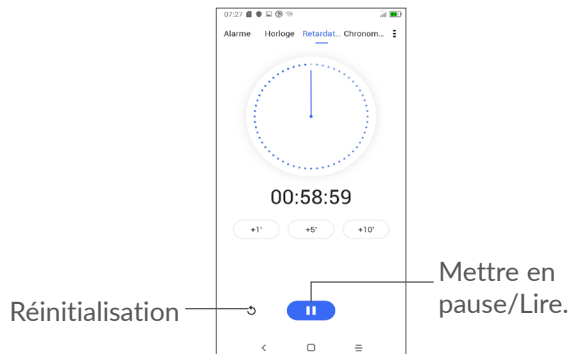 07:27
Alarme Horloge Retardat... Chronom...
00:58:59
+1' +5' +10'
Mettre en
pause/Lire.
Réinitialisation